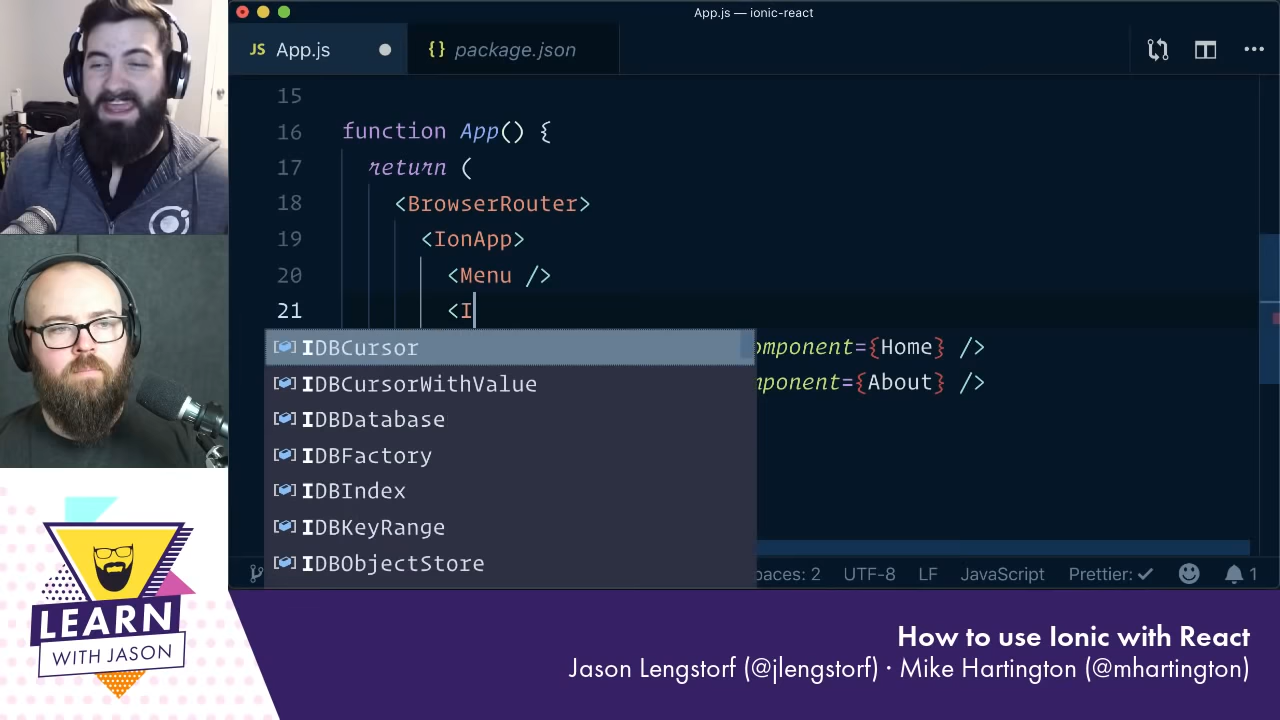 App.js — ionic-react
JS App.js
{} package.json
15
16 function App() {
17 return (
18 <BrowserRouter>
19 <IonApp>
20 <Menu />
21 <I
IDBCursor
omponent={Home} />
IDBCursorWithValue
mponent={About} />
IDBDatabase
IDBFactory
IDBIndex
IDBKeyRange
IDBObjectStore
paces: 2 UTF-8 LF JavaScript Prettier: 1
LEARN
WITH JASON
How to use Ionic with React
Jason Lengstorf (@jlengstorf) · Mike Hartington (@mhartington)